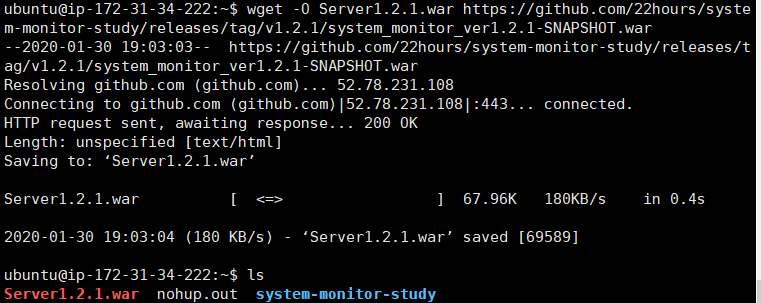 ubuntu@ip-172-31-34-222:~$ wget -O Server1.2.1.war https://github.com/22hours/syste
m-monitor-study/releases/tag/v1.2.1/system_monitor_ver1.2.1-SNAPSHOT.war
--2020-01-30 19:03:03--  https://github.com/22hours/system-monitor-study/releases/t
ag/v1.2.1/system_monitor_ver1.2.1-SNAPSHOT.war
Resolving github.com (github.com)... 52.78.231.108
Connecting to github.com (github.com)|52.78.231.108|:443... connected.
HTTP request sent, awaiting response... 200 OK
Length: unspecified [text/html]
Saving to: ‘Server1.2.1.war’
Server1.2.1.war          [  <=>                 ]  67.96K   180KB/s    in 0.4s
2020-01-30 19:03:04 (180 KB/s) - ‘Server1.2.1.war’ saved [69589]
ubuntu@ip-172-31-34-222:~$ ls
Server1.2.1.war  nohup.out  system-monitor-study